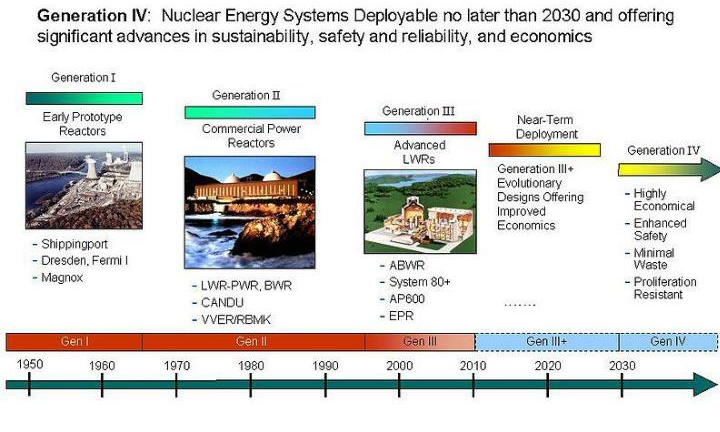 Generation IV: Nuclear Energy Systems Deployable no later than 2030 and offering
significant advances in sustainability, safety and reliability, and economics
Generation I
Early Prototype
Reactors
- Shippingport
- Dresden, Fermi I
- Magnox
Generation II
Commercial Power
Reactors
- LWR-PWR, BWR
- CANDU
- VVER/RBMK
Generation III
Advanced
LWRs
- ABWR
- System 80+
- AP600
- EPR
Near-Term
Deployment
Generation III+
Evolutionary
Designs Offering
Improved
Economics
.......
Generation IV
- Highly
Economical
- Enhanced
Safety
- Minimal
Waste
- Proliferation
Resistant
Gen I
Gen II
Gen III
Gen III+
Gen IV
1950
1960
1970
1980
1990
2000
2010
2020
2030